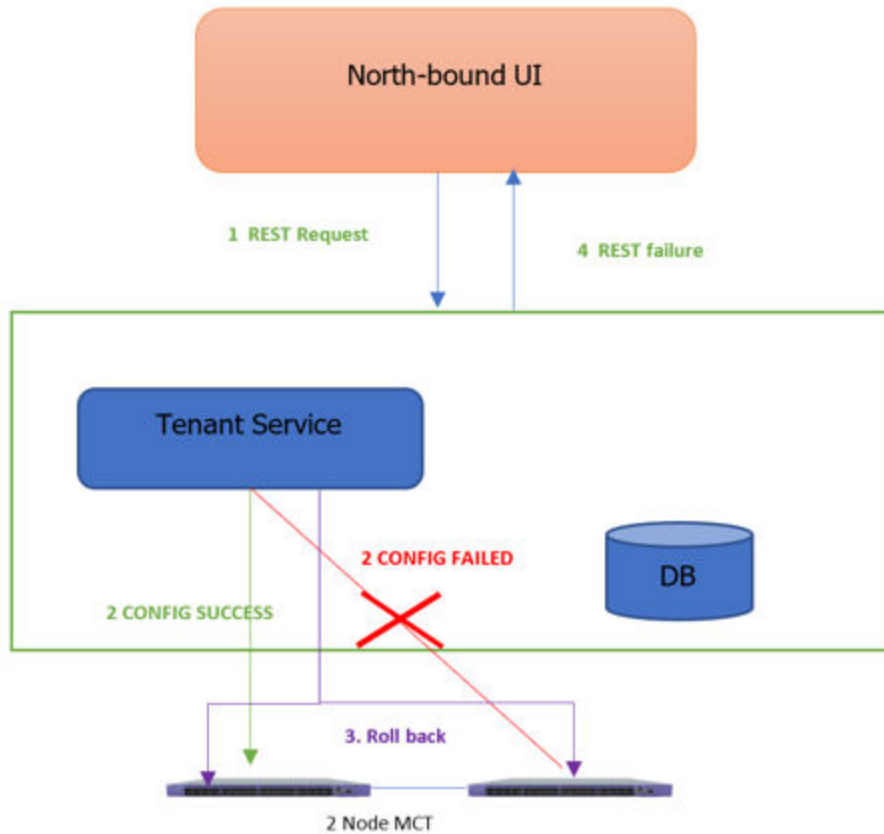 North-bound UI
1 REST Request
4 REST failure
Tenant Service
2 CONFIG FAILED
DB
2 CONFIG SUCCESS
3. Roll back
2 Node MCT